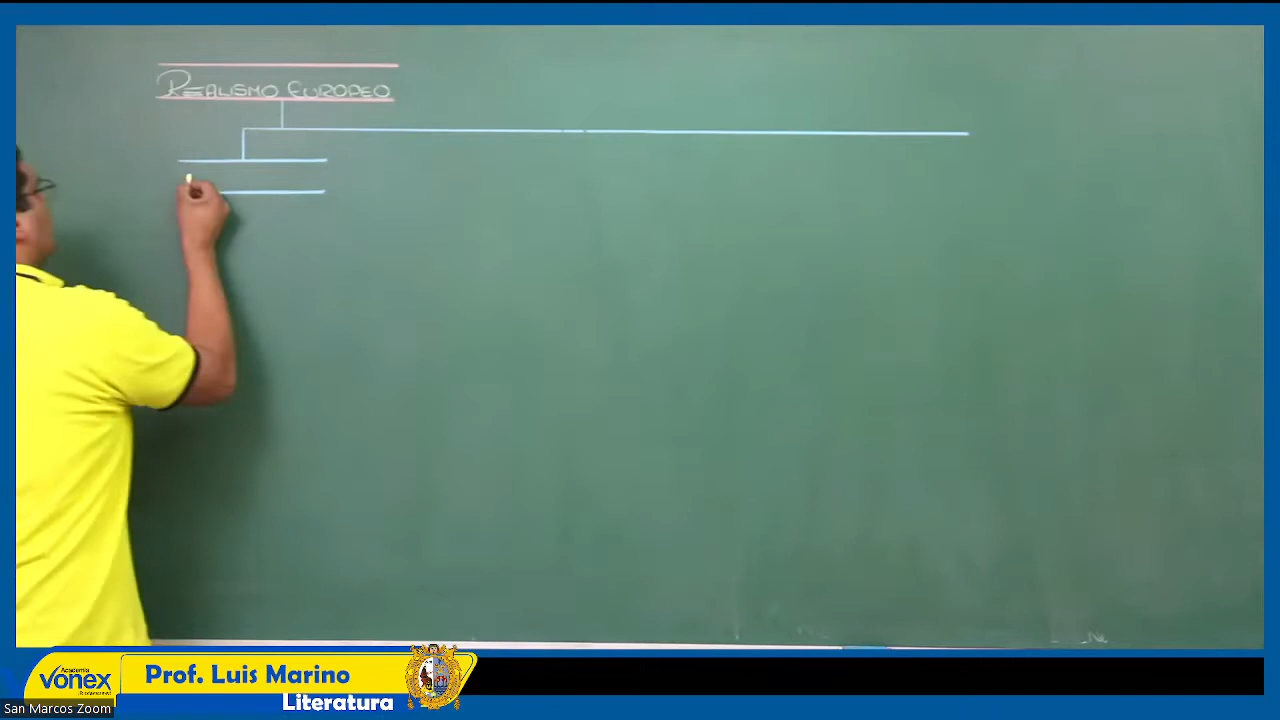 REALISMO EUROPEO
Prof. Luis Marino
Academia
VONEX
Literatura
San Marcos Zoom